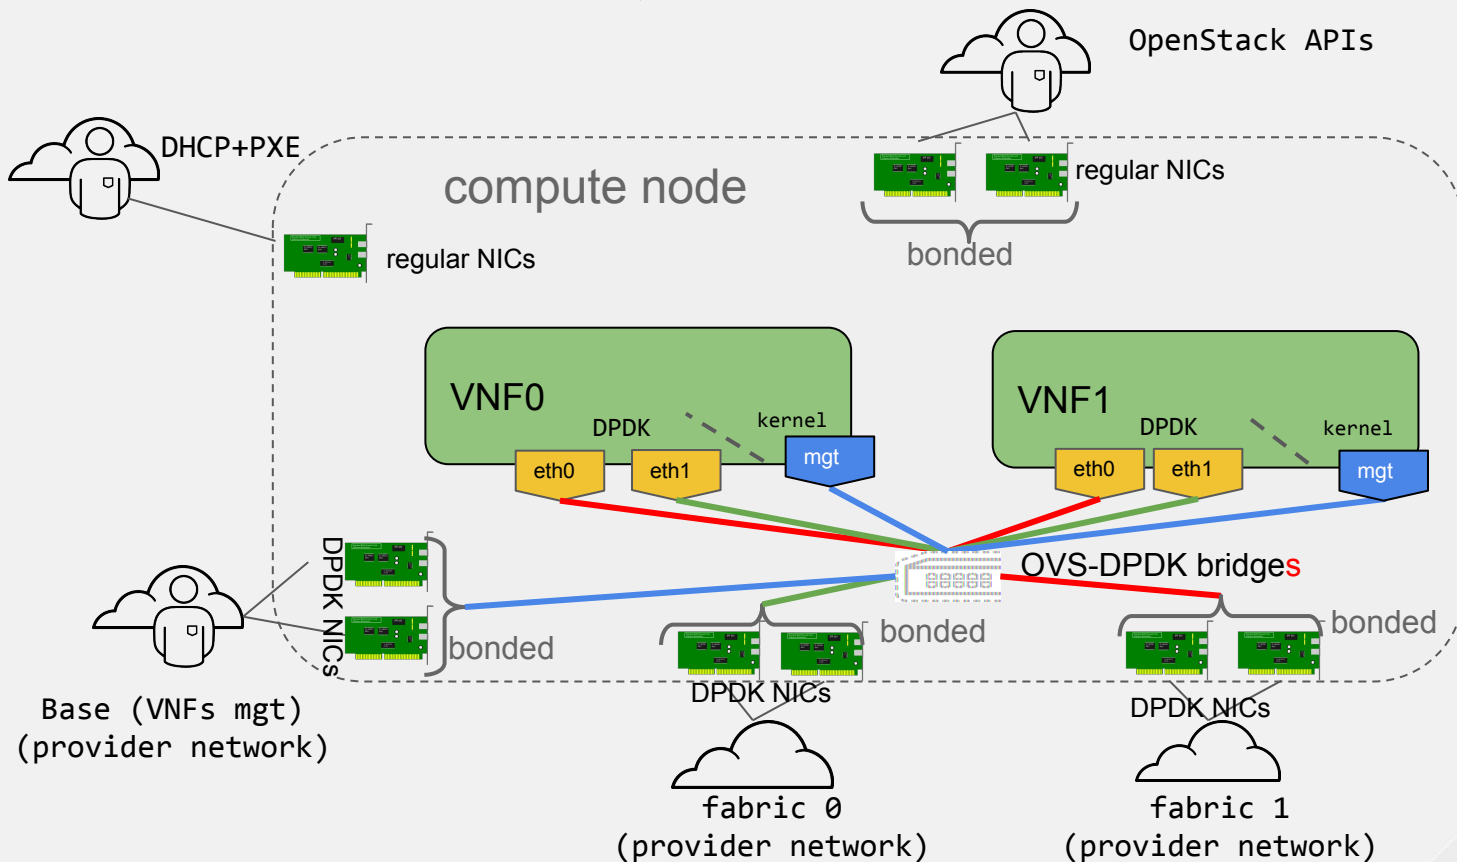 OpenStack APIs
DHCP+PXE
compute node
regular NICs
bonded
regular NICs
VNF0
DPDK
kernel
eth0
eth1
mgt
VNF1
DPDK
kernel
eth0
eth1
mgt
OVS-DPDK bridges
DPDK NICs
bonded
bonded
bonded
DPDK NICs
DPDK NICs
Base (VNFs mgt)
(provider network)
fabric 0
(provider network)
fabric 1
(provider network)